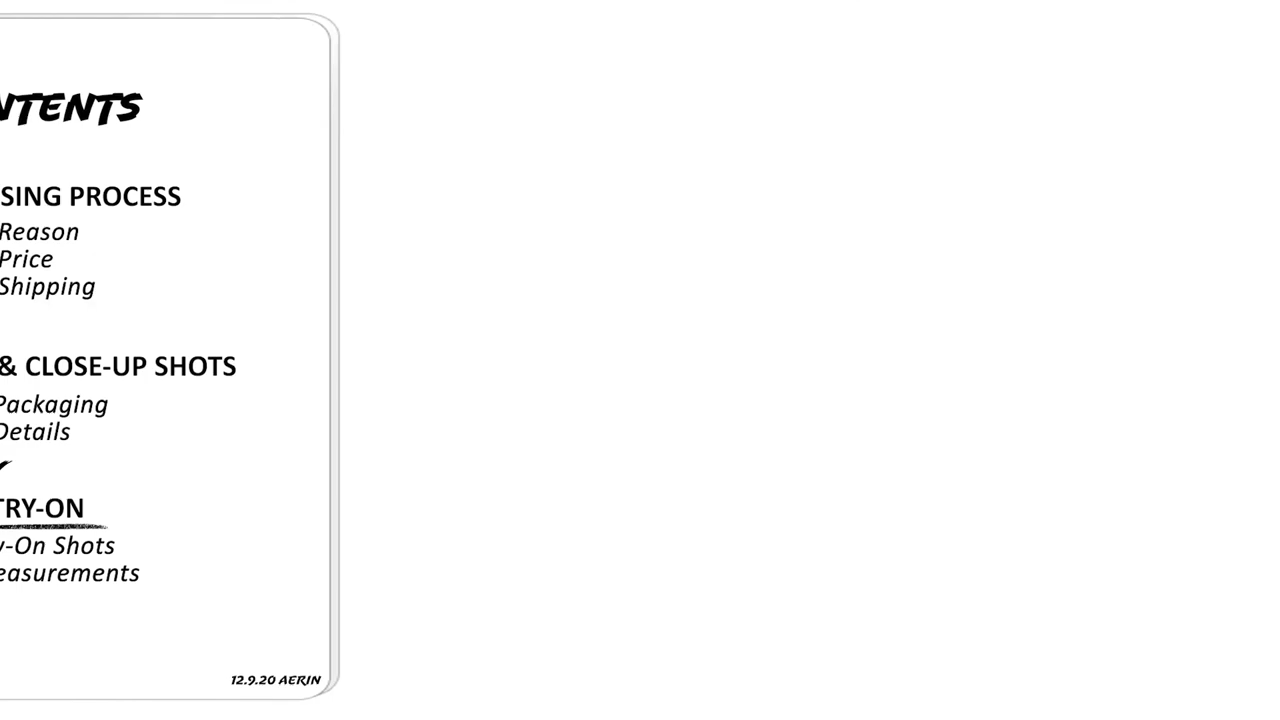 NTENTS
SING PROCESS
Reason
Price
Shipping
& CLOSE-UP SHOTS
Packaging
Details
TRY-ON
y-On Shots
easurements
12.9.20 AERIN